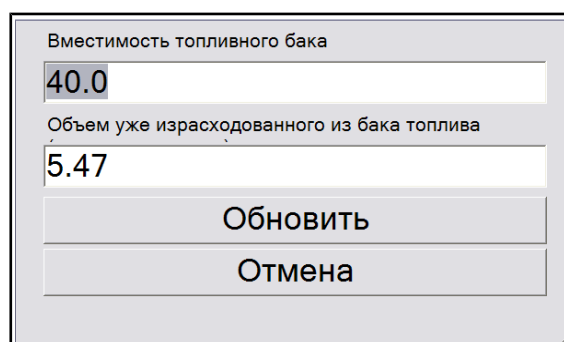 Вместимость топливного бака
40.0
Объем уже израсходованного из бака топлива
5.47
Обновить
Отмена